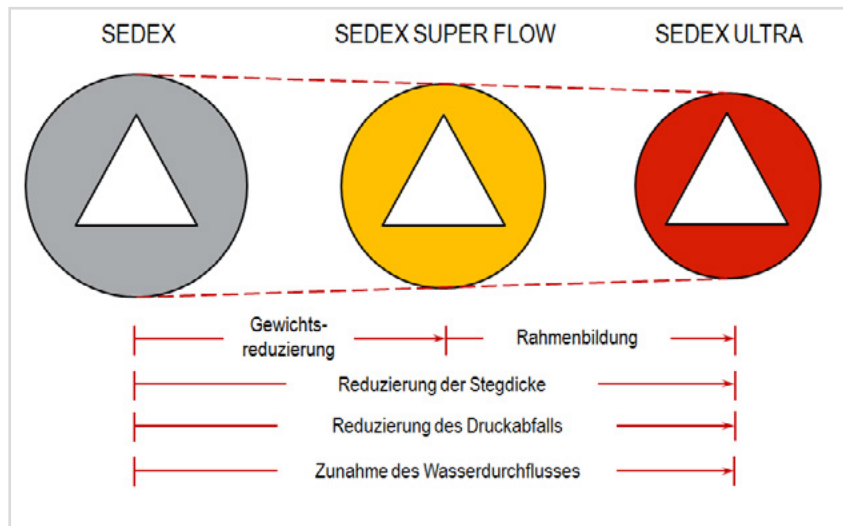 SEDEX
SEDEX SUPER FLOW
SEDEX ULTRA
Gewichts-
reduzierung
Rahmenbildung
Reduzierung der Stegdicke
Reduzierung des Druckabfalls
Zunahme des Wasserdurchflusses